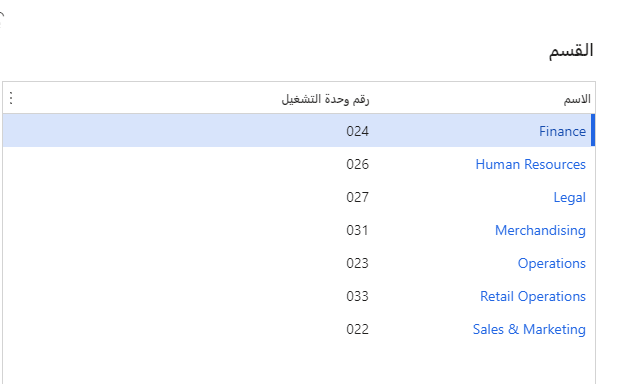 القسم
الاسم رقم وحدة التشغيل
Finance 024
Human Resources 026
Legal 027
Merchandising 031
Operations 023
Retail Operations 033
Sales & Marketing 022